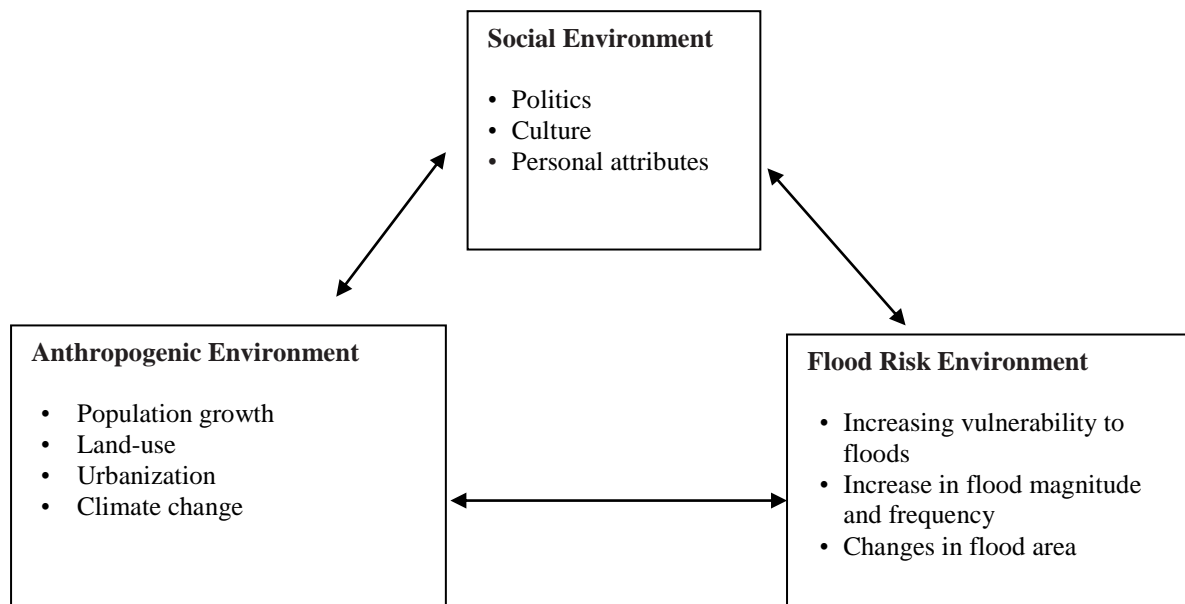 Social Environment
• Politics
• Culture
• Personal attributes
Anthropogenic Environment
• Population growth
• Land-use
• Urbanization
• Climate change
Flood Risk Environment
• Increasing vulnerability to
floods
• Increase in flood magnitude
and frequency
• Changes in flood area